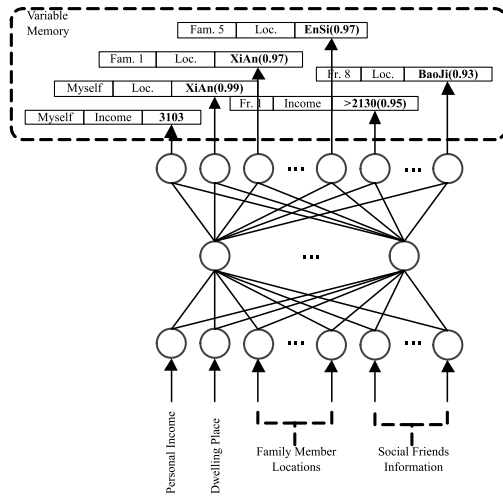 Variable
Memory
Fam. 5 Loc. EnSi(0.97)
Fam. 1 Loc. XiAn(0.97)
Fr. 8 Loc. BaoJi(0.93)
Myself Loc. XiAn(0.99)
Fr. 1 Income >2130(0.95)
Myself Income 3103
...
...
...
...
...
Personal Income
Dwelling Place
Family Member
Locations
Social Friends
Information